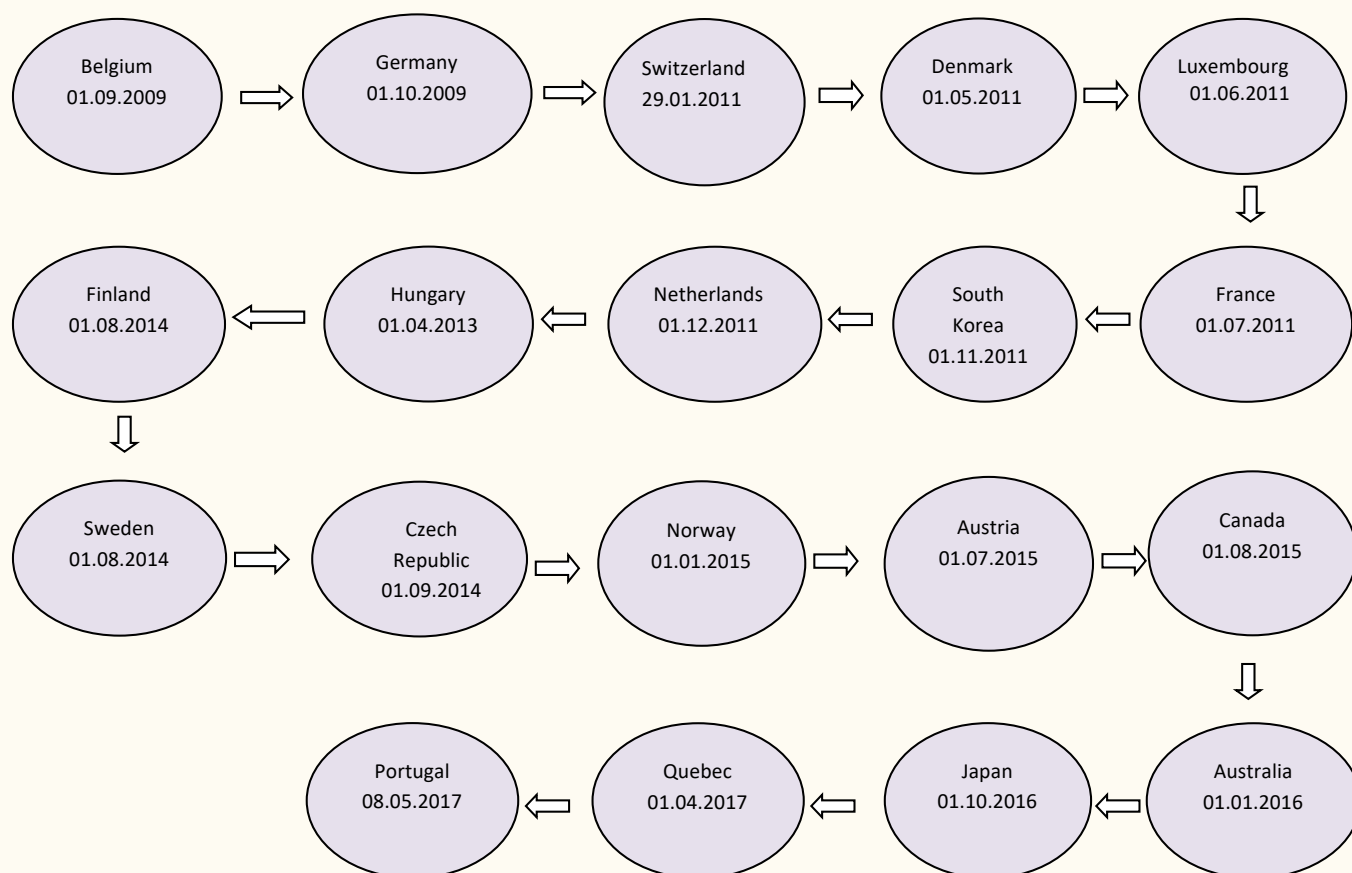 Belgium
01.09.2009
Germany
01.10.2009
Switzerland
29.01.2011
Denmark
01.05.2011
Luxembourg
01.06.2011
France
01.07.2011
South
Korea
01.11.2011
Netherlands
01.12.2011
Hungary
01.04.2013
Finland
01.08.2014
Sweden
01.08.2014
Czech
Republic
01.09.2014
Norway
01.01.2015
Austria
01.07.2015
Canada
01.08.2015
Australia
01.01.2016
Japan
01.10.2016
Quebec
01.04.2017
Portugal
08.05.2017